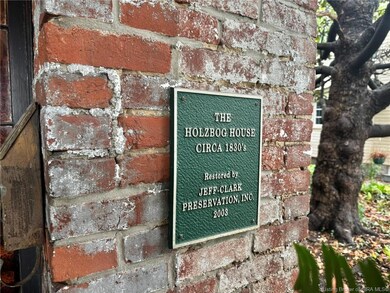 THE
HOLZBOG HOUSE
CIRCA 1830's
Restored by
JEFF-CLARK
PRESERVATION, INC.
2003